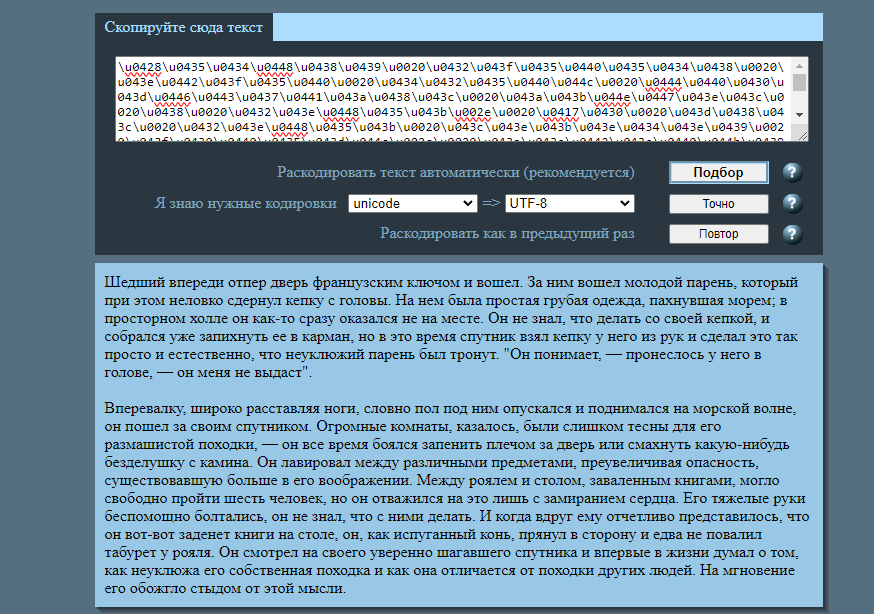 Скопируйте сюда текст
\u0428\u0435\u0434\u0448\u0438\u0439\u0020\u0432\u043f\u0435\u0440\u0435\u0434\u0438\u0020\
u043e\u0442\u043f\u0435\u0440\u0020\u0434\u0432\u0435\u0440\u044c\u0020\u0444\u0440\u0430\u
043d\u0446\u0443\u0437\u0441\u043a\u0438\u043c\u0020\u043a\u043b\u044e\u0447\u043e\u043c\u0
020\u0438\u0020\u0432\u043e\u0448\u0435\u043b\u002e\u0020\u0417\u0430\u0020\u043d\u0438\u04
3c\u0020\u0432\u043e\u0448\u0435\u043b\u0020\u043c\u043e\u043b\u043e\u0434\u043e\u0439\u002
Раскодировать текст автоматически (рекомендуется) Подбор ?
Я знаю нужные кодировки unicode => UTF-8 Точно ?
Раскодировать как в предыдущий раз Повтор ?
Шедший впереди отпер дверь французским ключом и вошел. За ним вошел молодой парень, который
при этом неловко сдернул кепку с головы. На нем была простая грубая одежда, пахнувшая морем; в
просторном холле он как-то сразу оказался не на месте. Он не знал, что делать со своей кепкой, и
собрался уже запихнуть ее в карман, но в это время спутник взял кепку у него из рук и сделал это так
просто и естественно, что неуклюжий парень был тронут. "Он понимает, — пронеслось у него в
голове, — он меня не выдаст".
Вперевалку, широко расставляя ноги, словно пол под ним опускался и поднимался на морской волне,
он пошел за своим спутником. Огромные комнаты, казалось, были слишком тесны для его
размашистой походки, — он все время боялся запенить плечом за дверь или смахнуть какую-нибудь
безделушку с камина. Он лавировал между различными предметами, преувеличивая опасность,
существовавшую больше в его воображении. Между роялем и столом, заваленным книгами, могло
свободно пройти шесть человек, но он отважился на это лишь с замиранием сердца. Его тяжелые руки
беспомощно болтались, он не знал, что с ними делать. И когда вдруг ему отчетливо представилось, что
он вот-вот заденет книги на столе, он, как испуганный конь, прянул в сторону и едва не повалил
табурет у рояля. Он смотрел на своего уверенно шагавшего спутника и впервые в жизни думал о том,
как неуклюжа его собственная походка и как она отличается от походки других людей. На мгновение
его обожгло стыдом от этой мысли.